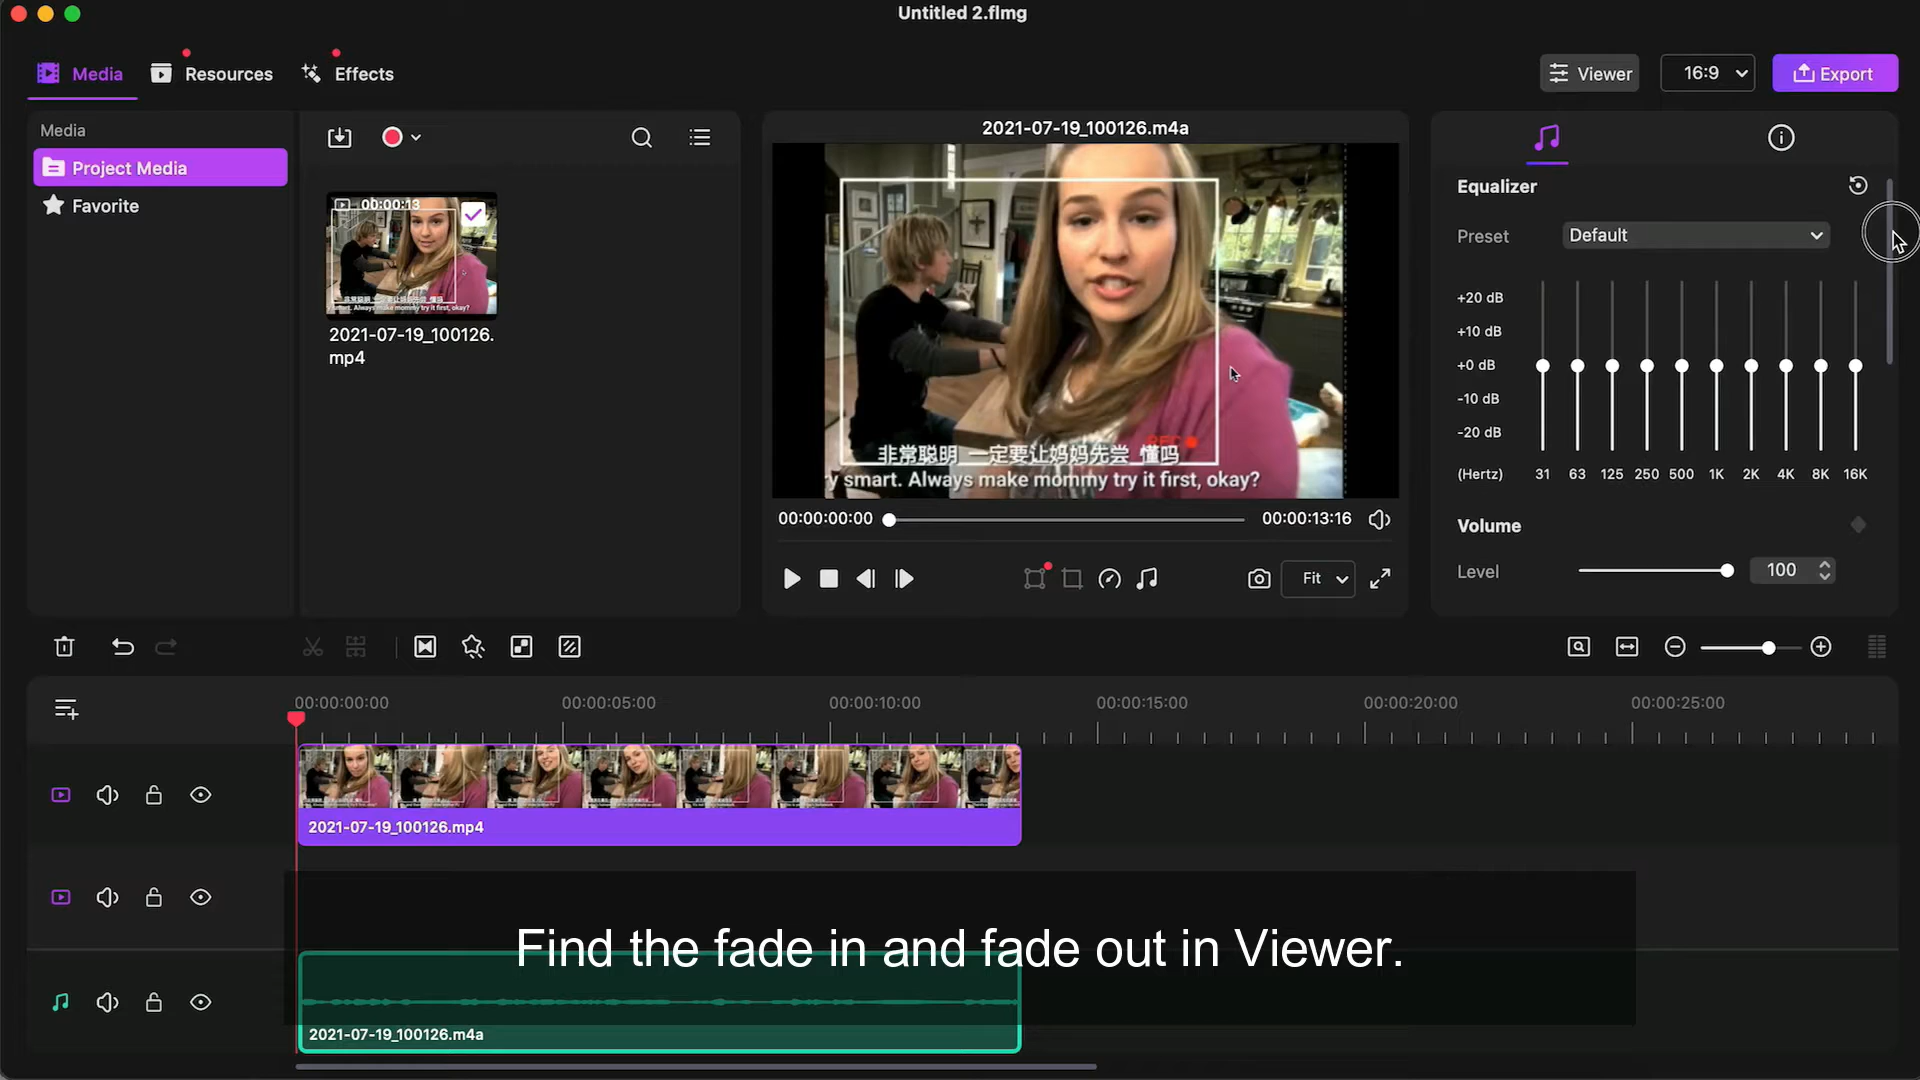 Untitled 2.flmg
Media
Resources
Effects
Viewer
16:9
Export
Media
Project Media
Favorite
00:00:13
2021-07-19_100126.
mp4
2021-07-19_100126.m4a
REC
非常聪明 一定要让妈妈先尝 懂吗
y smart. Always make mommy try it first, okay?
00:00:00:00
00:00:13:16
Fit
Equalizer
Preset
Default
+20 dB
+10 dB
+0 dB
-10 dB
-20 dB
(Hertz) 31 63 125 250 500 1K 2K 4K 8K 16K
Volume
Level
100
00:00:00:00 00:00:05:00 00:00:10:00 00:00:15:00 00:00:20:00 00:00:25:00
2021-07-19_100126.mp4
Find the fade in and fade out in Viewer.
2021-07-19_100126.m4a